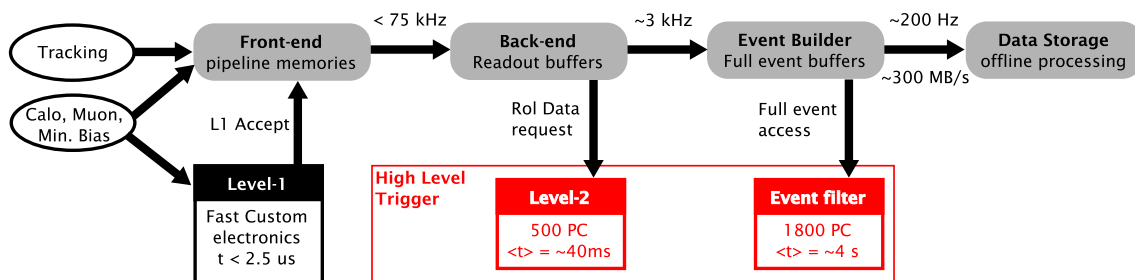 Tracking
Calo, Muon,
Min. Bias
Front-end
pipeline memories
< 75 kHz
Back-end
Readout buffers
~3 kHz
Event Builder
Full event buffers
~200 Hz
~300 MB/s
Data Storage
offline processing
L1 Accept
RoI Data
request
Full event
access
Level-1
Fast Custom
electronics
t < 2.5 us
High Level
Trigger
Level-2
500 PC
<t> = ~40ms
Event filter
1800 PC
<t> = ~4 s